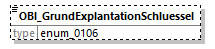 OBI_GrundExplantationSchluessel
type enum_0106